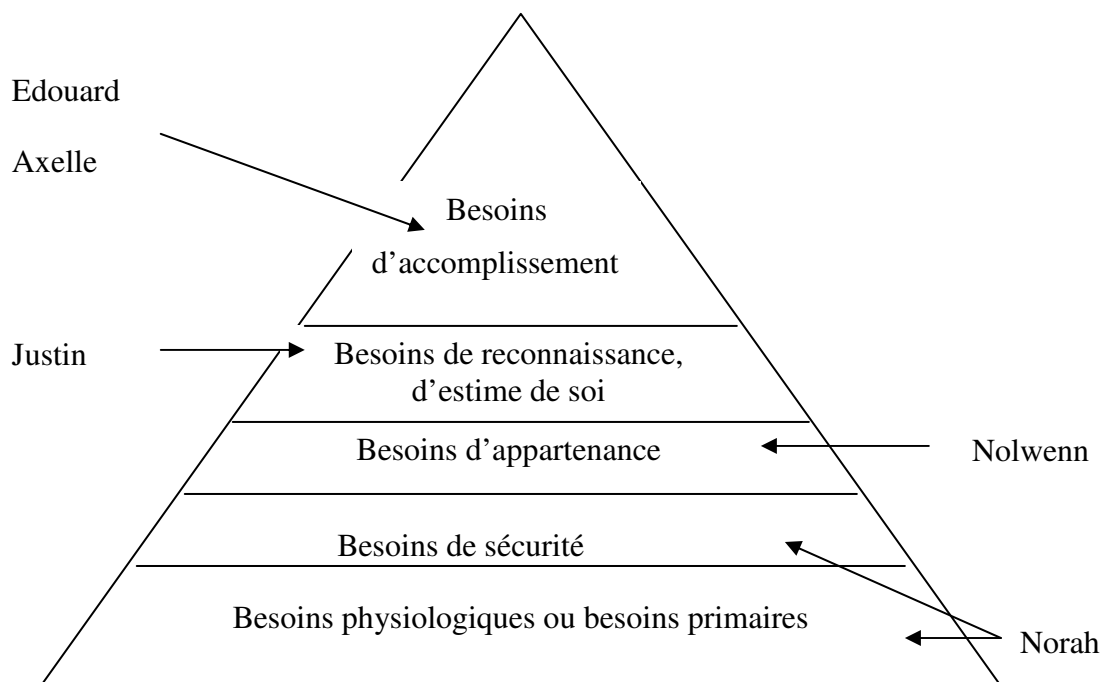 Edouard
Axelle
Besoins
d’accomplissement
Justin
Besoins de reconnaissance,
d’estime de soi
Besoins d’appartenance
Nolwenn
Besoins de sécurité
Besoins physiologiques ou besoins primaires
Norah